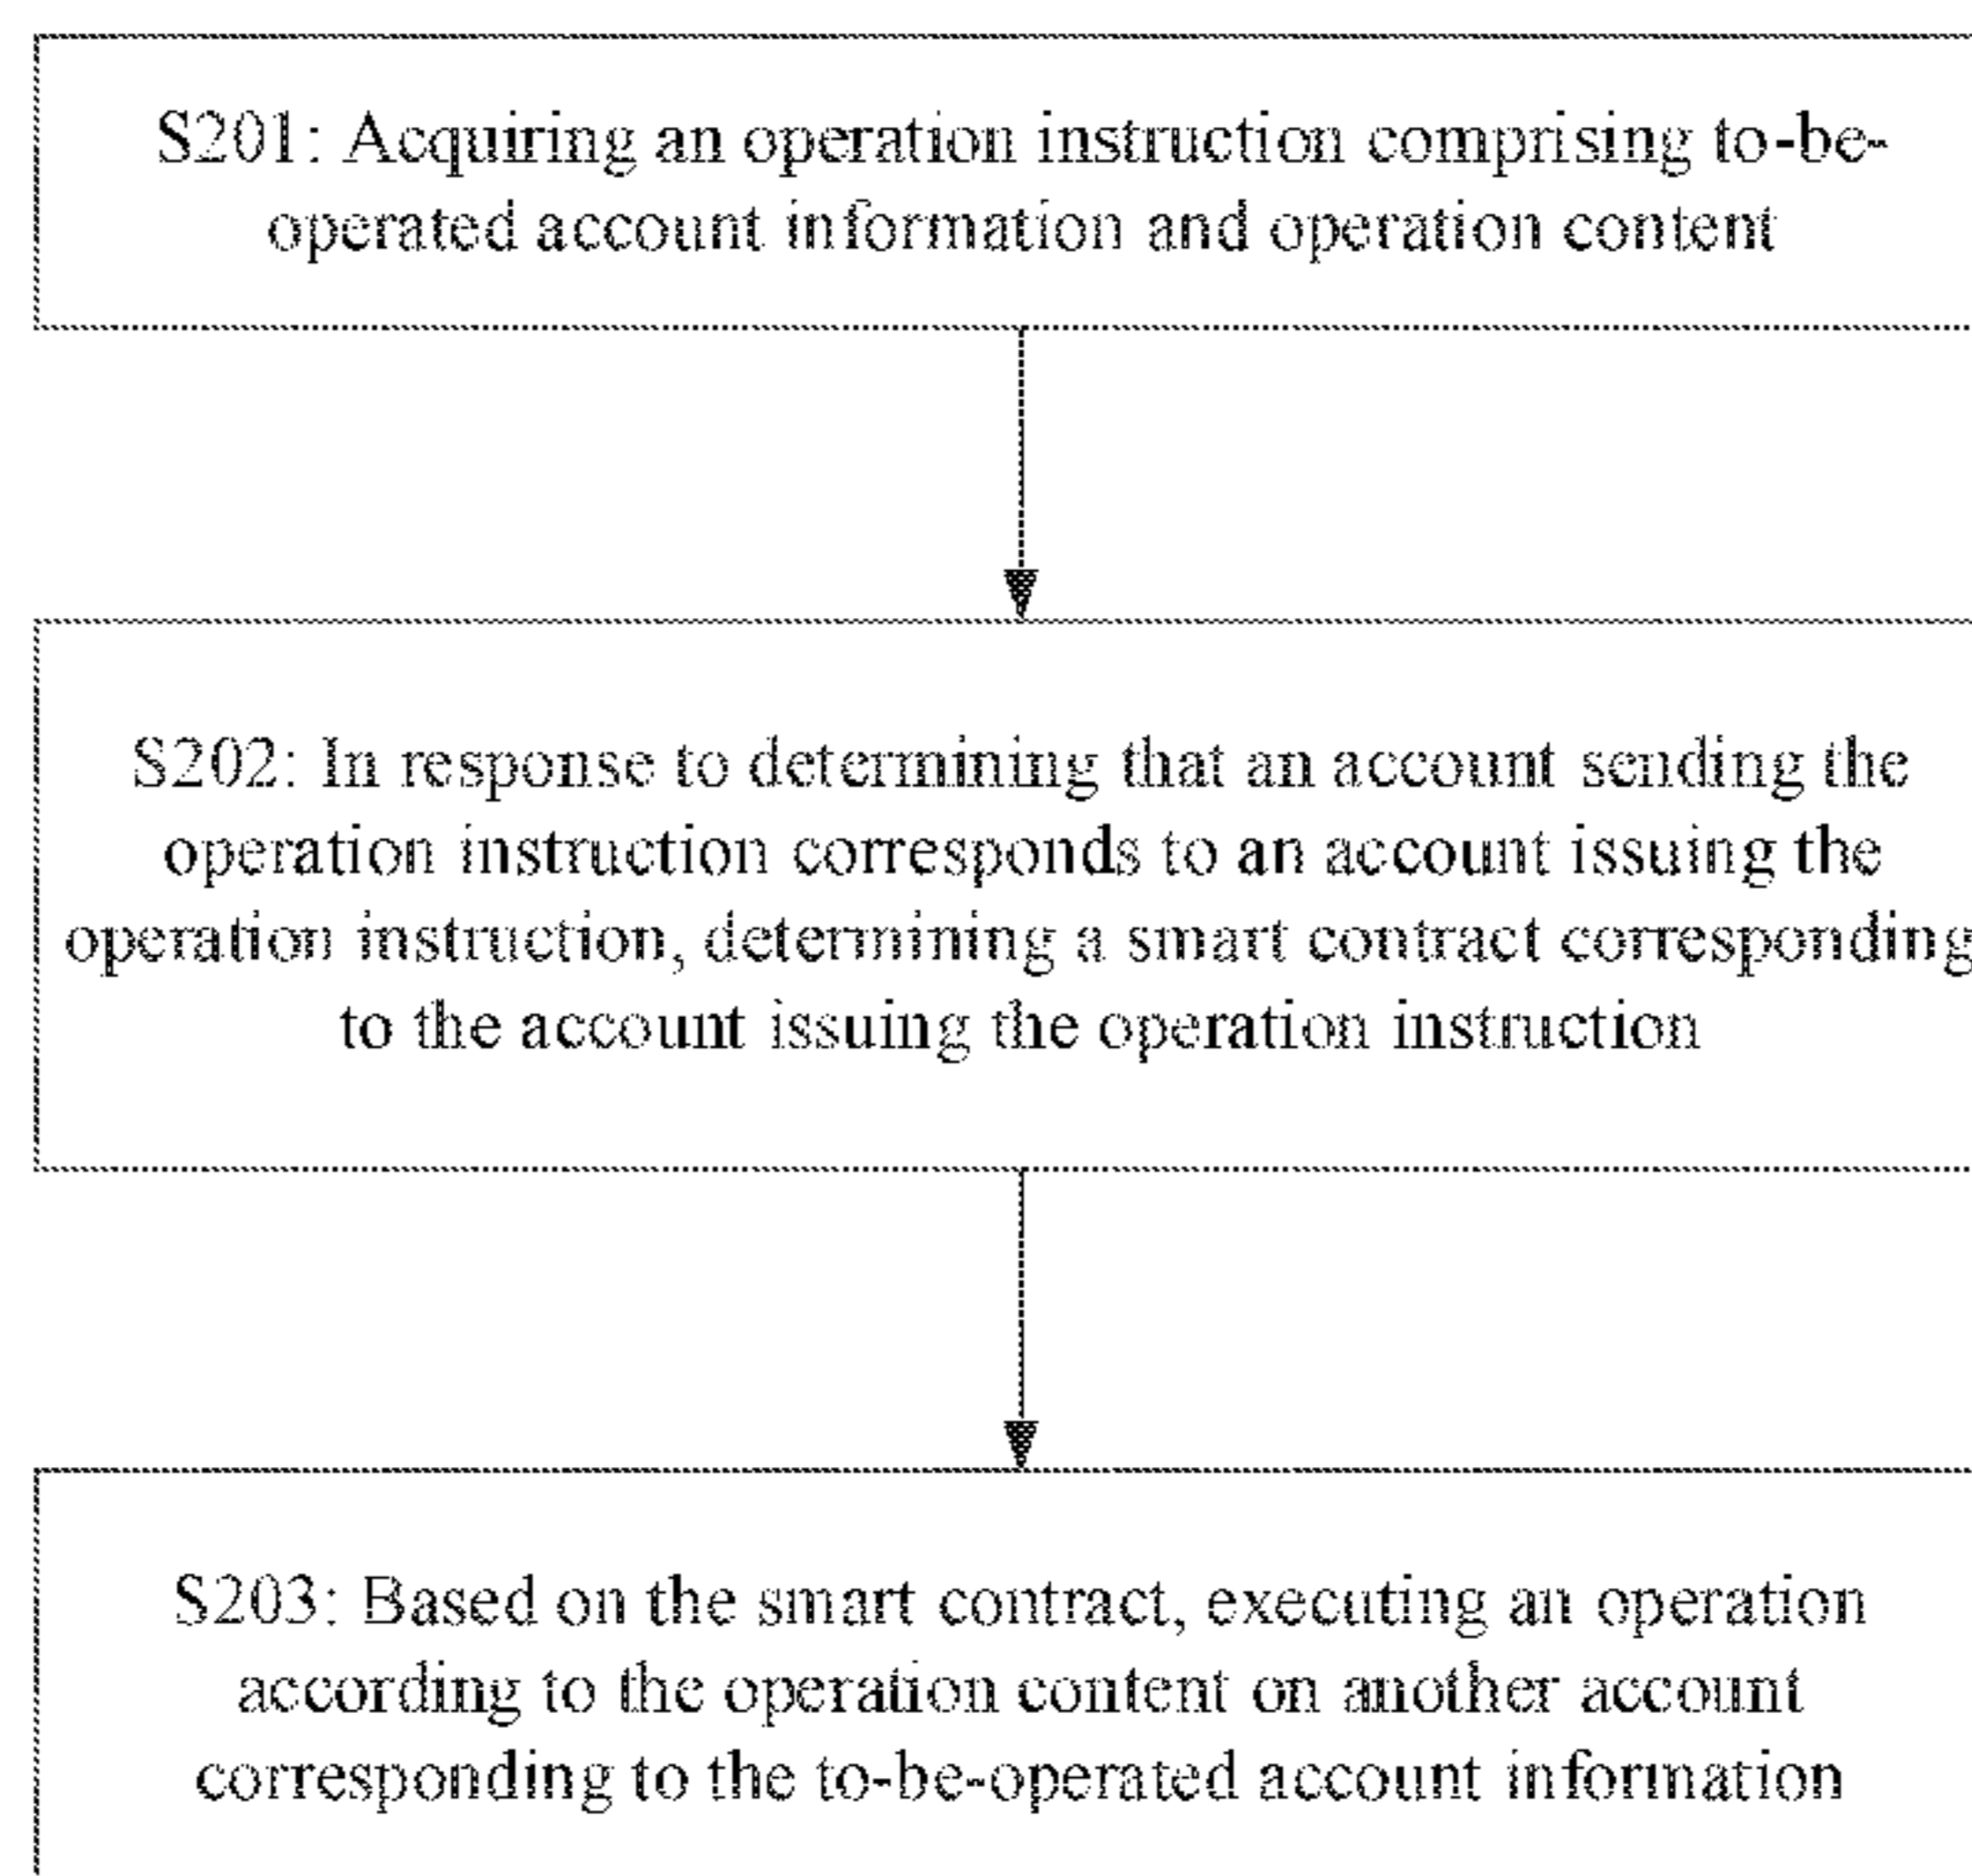 S201: Acquiring an operation instruction comprising to-be-
operated account information and operation content
S202: In response to determining that an account sending the
operation instruction corresponds to an account issuing the
operation instruction, determining a smart contract corresponding
to the account issuing the operation instruction
S203: Based on the smart contract, executing an operation
according to the operation content on another account
corresponding to the to-be-operated account information